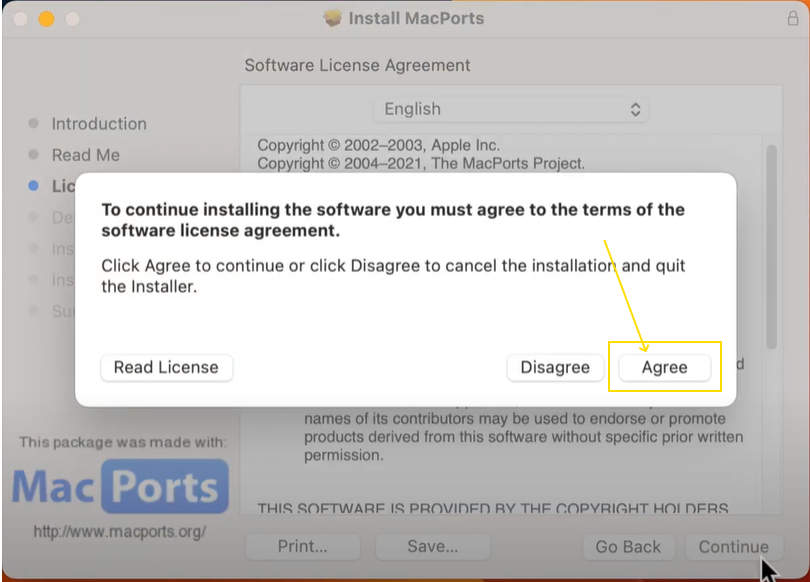 Install MacPorts
Software License Agreement
English
Introduction
Read Me
Lic
De
Ins
Ins
Su
Copyright © 2002–2003, Apple Inc.
Copyright © 2004–2021, The MacPorts Project.
To continue installing the software you must agree to the terms of the
software license agreement.
Click Agree to continue or click Disagree to cancel the installation and quit
the Installer.
Read License
Disagree
Agree
d
names of its contributors may be used to endorse or promote
products derived from this software without specific prior written
permission.
THIS SOFTWARE IS PROVIDED BY THE COPYRIGHT HOLDERS
This package was made with:
MacPorts
http://www.macports.org/
Print...
Save...
Go Back
Continue